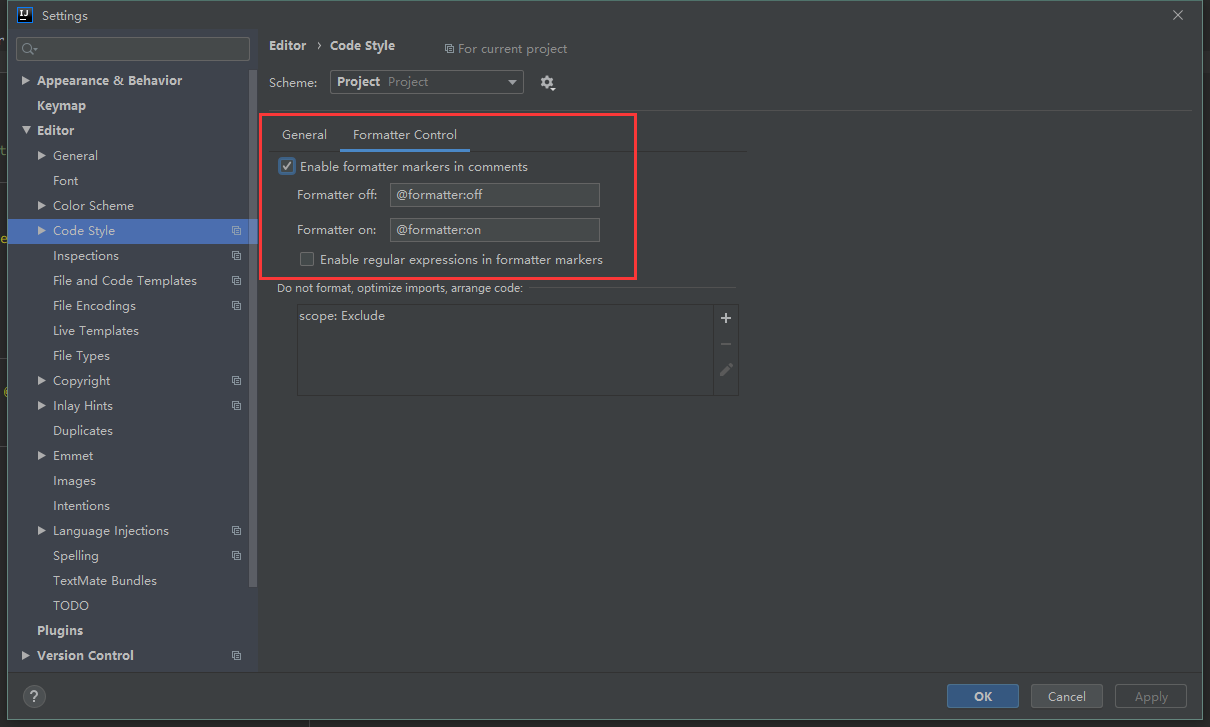 Settings
Editor › Code Style For current project
Scheme: Project Project
Appearance & Behavior
Keymap
Editor
General
Font
Color Scheme
Code Style
Inspections
File and Code Templates
File Encodings
Live Templates
File Types
Copyright
Inlay Hints
Duplicates
Emmet
Images
Intentions
Language Injections
Spelling
TextMate Bundles
TODO
Plugins
Version Control
General Formatter Control
Enable formatter markers in comments
Formatter off: @formatter:off
Formatter on: @formatter:on
Enable regular expressions in formatter markers
Do not format, optimize imports, arrange code:
scope: Exclude
?
OK Cancel Apply